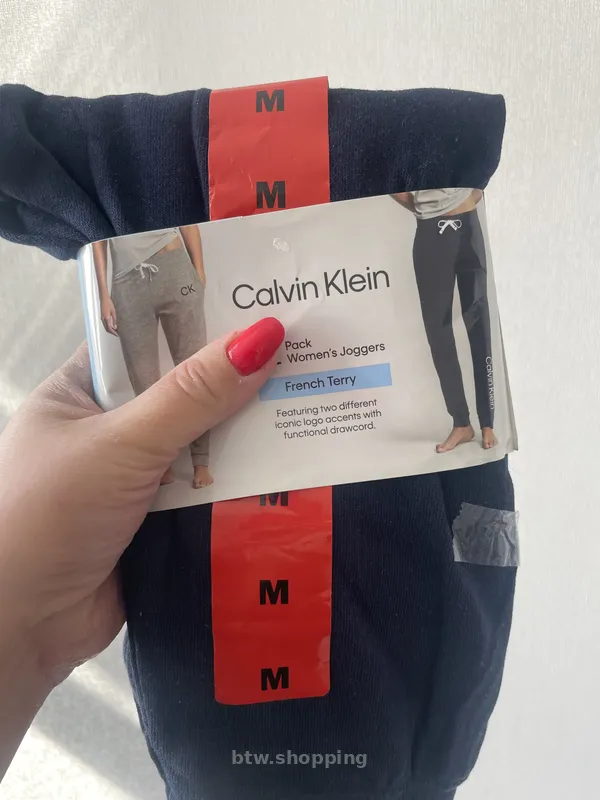 M
M
CK
Calvin Klein
Pack
Women's Joggers
French Terry
Featuring two different
iconic logo accents with
functional drawcord.
Calvin Klein
M
M
M
btw.shopping